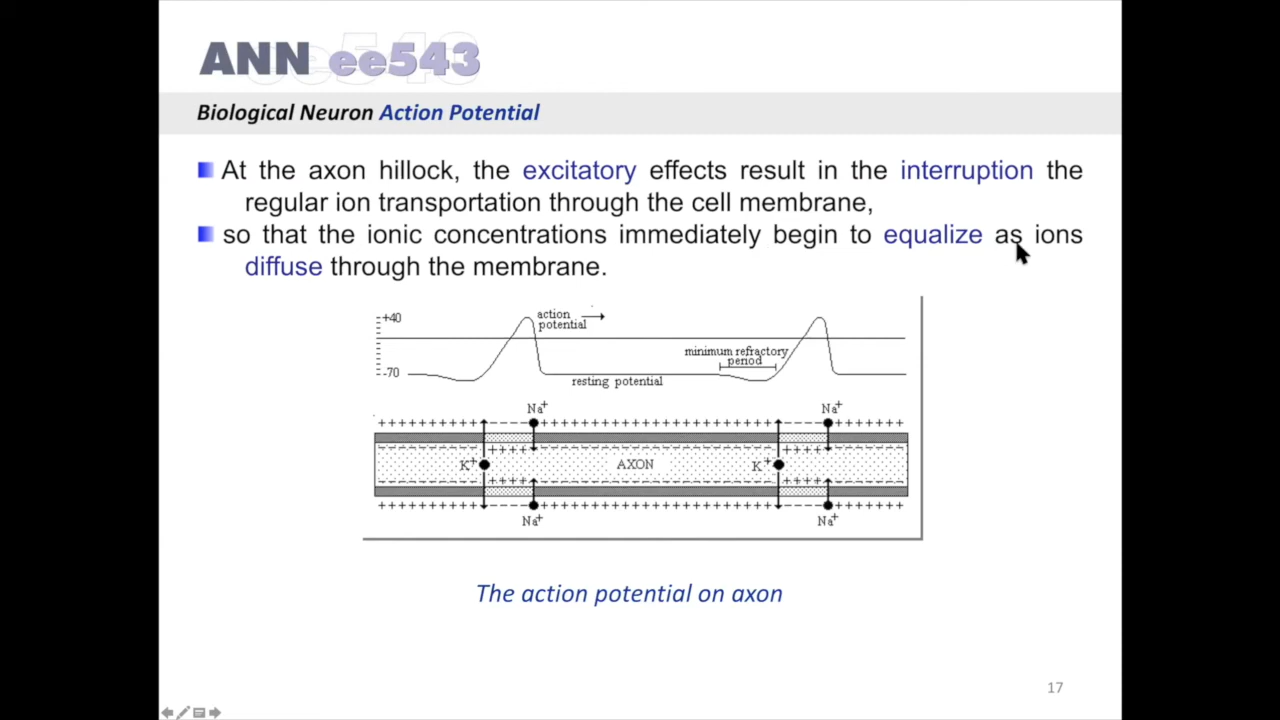 ANN ee543
Biological Neuron Action Potential
At the axon hillock, the excitatory effects result in the interruption the
regular ion transportation through the cell membrane,
so that the ionic concentrations immediately begin to equalize as ions
diffuse through the membrane.
+40
action
potential
minimum refractory
period
-70
resting potential
Na+
Na+
+++++++++++ ----- ++++++++++++++++++++++++ ----- ++++++++
++++
++++
K+
AXON
K+
++++
++++
+++++++++++ ----- ++++++++++++++++++++++++ ----- ++++++++
Na+
Na+
The action potential on axon
17